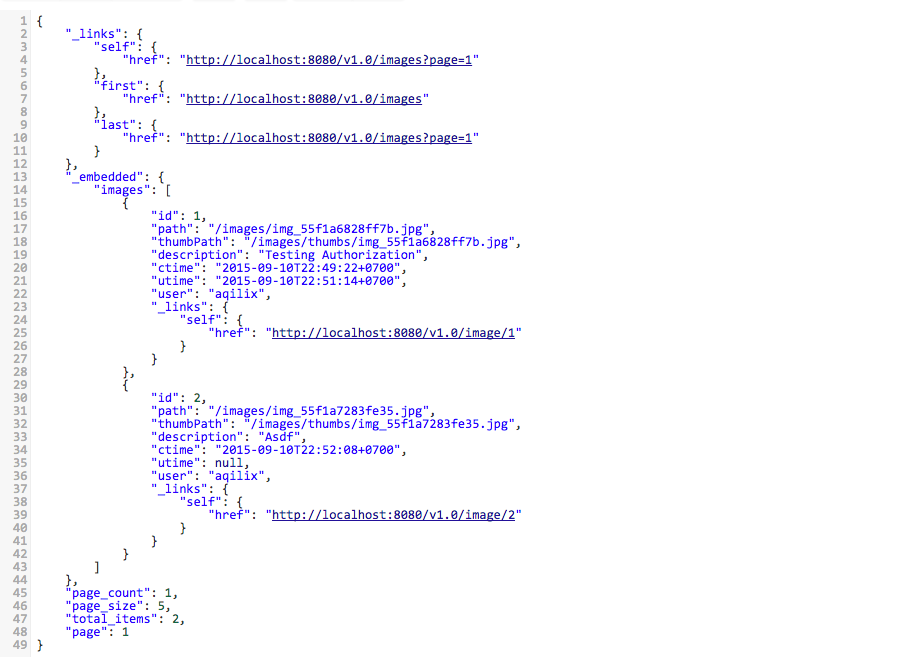 1 {
2     "_links": {
3         "self": {
4             "href": "http://localhost:8080/v1.0/images?page=1"
5         },
6         "first": {
7             "href": "http://localhost:8080/v1.0/images"
8         },
9         "last": {
10             "href": "http://localhost:8080/v1.0/images?page=1"
11         }
12     },
13     "_embedded": {
14         "images": [
15             {
16                 "id": 1,
17                 "path": "/images/img_55f1a6828ff7b.jpg",
18                 "thumbPath": "/images/thumbs/img_55f1a6828ff7b.jpg",
19                 "description": "Testing Authorization",
20                 "ctime": "2015-09-10T22:49:22+0700",
21                 "utime": "2015-09-10T22:51:14+0700",
22                 "user": "aqilix",
23                 "_links": {
24                     "self": {
25                         "href": "http://localhost:8080/v1.0/image/1"
26                     }
27                 }
28             },
29             {
30                 "id": 2,
31                 "path": "/images/img_55f1a7283fe35.jpg",
32                 "thumbPath": "/images/thumbs/img_55f1a7283fe35.jpg",
33                 "description": "Asdf",
34                 "ctime": "2015-09-10T22:52:08+0700",
35                 "utime": null,
36                 "user": "aqilix",
37                 "_links": {
38                     "self": {
39                         "href": "http://localhost:8080/v1.0/image/2"
40                     }
41                 }
42             }
43         ]
44     },
45     "page_count": 1,
46     "page_size": 5,
47     "total_items": 2,
48     "page": 1
49 }